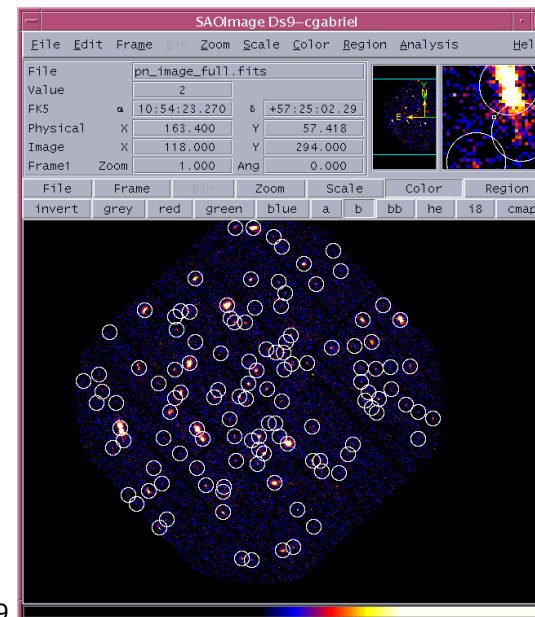 SAOImage Ds9–cgabriel
File Edit Frame Bin Zoom Scale Color Region Analysis Hel
File pn_image_full.fits
Value 2
FK5 α 10:54:23.270 δ +57:25:02.29
Physical X 163.400 Y 57.418
Image X 118.000 Y 294.000
Frame1 Zoom 1.000 Ang 0.000
N
E
File Frame Bin Zoom Scale Color Region
invert grey red green blue a b bb he i8 cmap
9